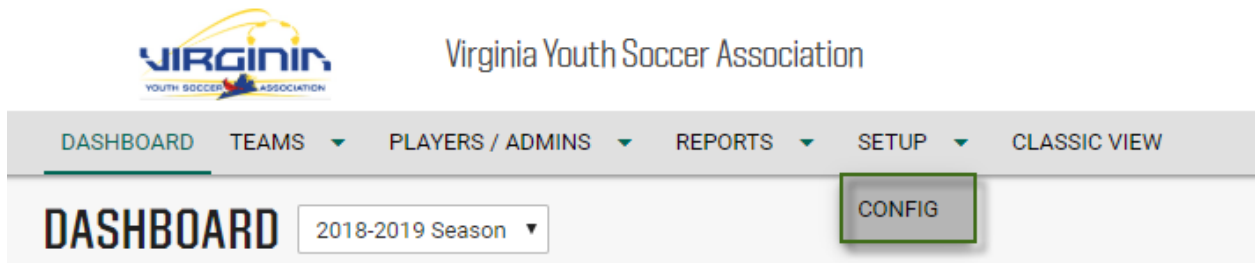 VIRGINIA
YOUTH SOCCER ASSOCIATION
Virginia Youth Soccer Association
DASHBOARD TEAMS PLAYERS / ADMINS REPORTS SETUP CLASSIC VIEW
CONFIG
DASHBOARD 2018-2019 Season